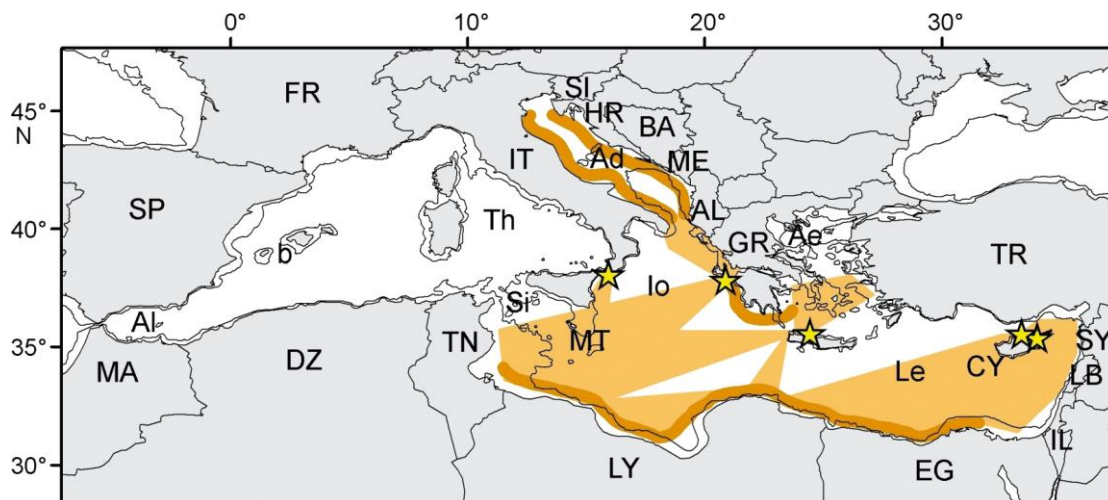 0° 10° 20° 30°
45°
N
40°
35°
30°
FR
SI
HR
BA
IT
Ad
ME
SP
Th
AL
b
GR
Ae
TR
Io
Al
Si
TN
MT
MA
DZ
Le
CY
SY
LB
IL
LY
EG